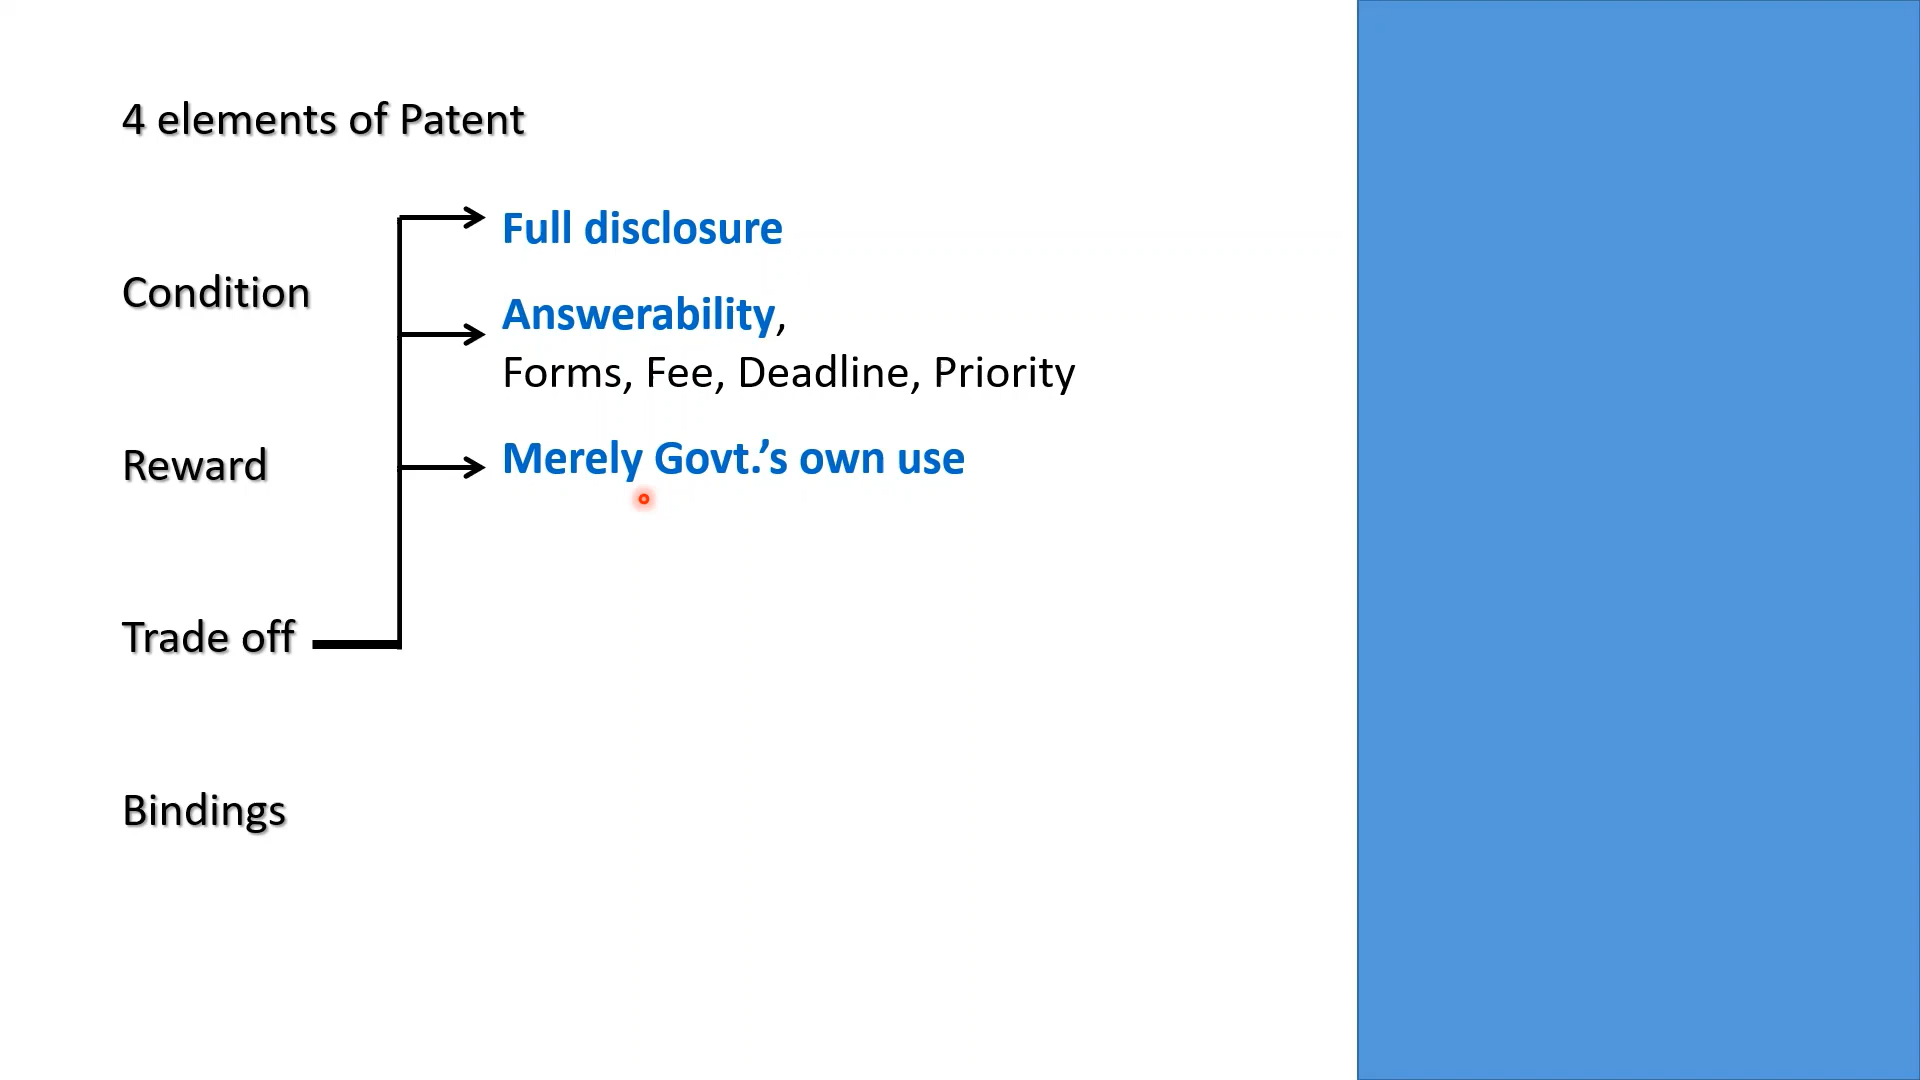 4 elements of Patent
Condition
Reward
Trade off
Bindings
Full disclosure
Answerability,
Forms, Fee, Deadline, Priority
Merely Govt.’s own use